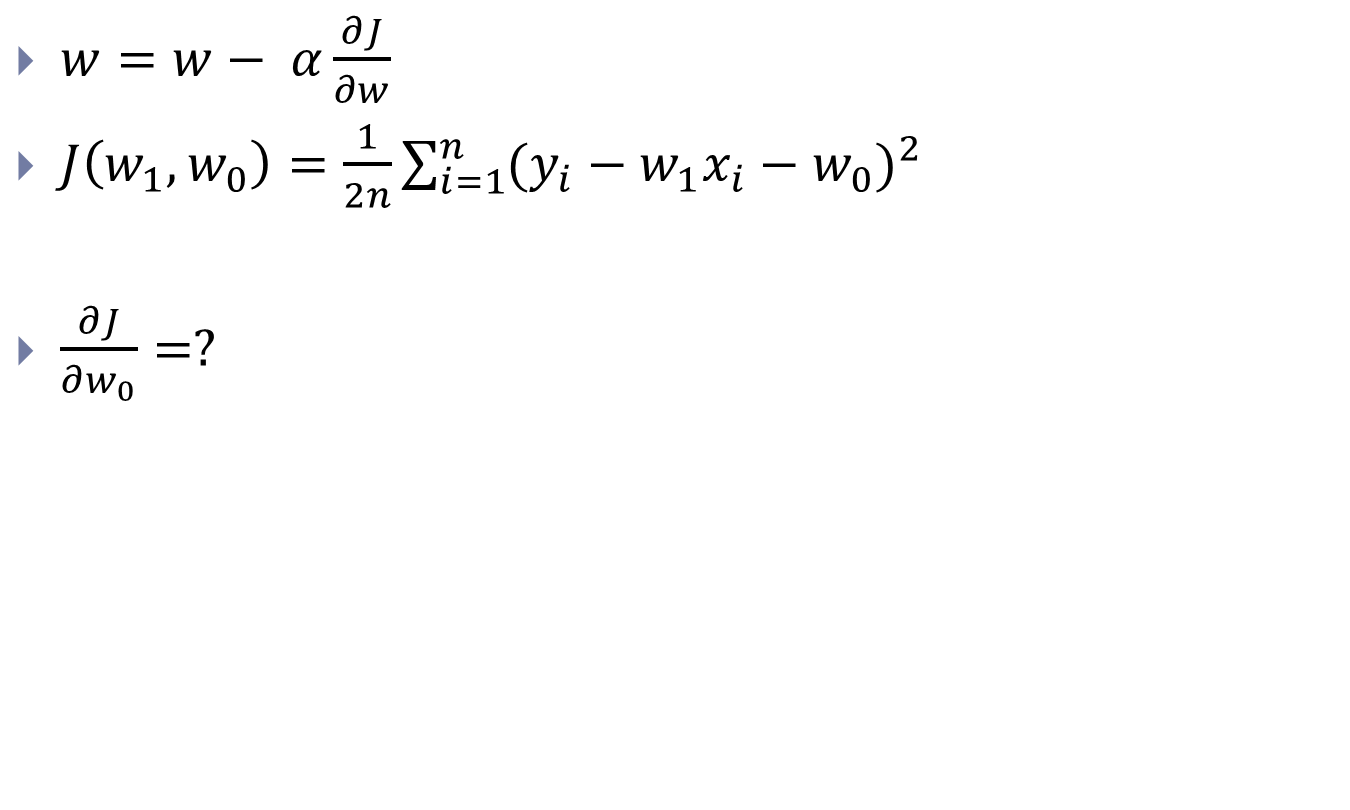 w = w − α ∂J/∂w
J(w₁, w₀) = 1/2n ∑ⁿᵢ₌₁(yᵢ − w₁xᵢ − w₀)²
∂J/∂w₀ =?